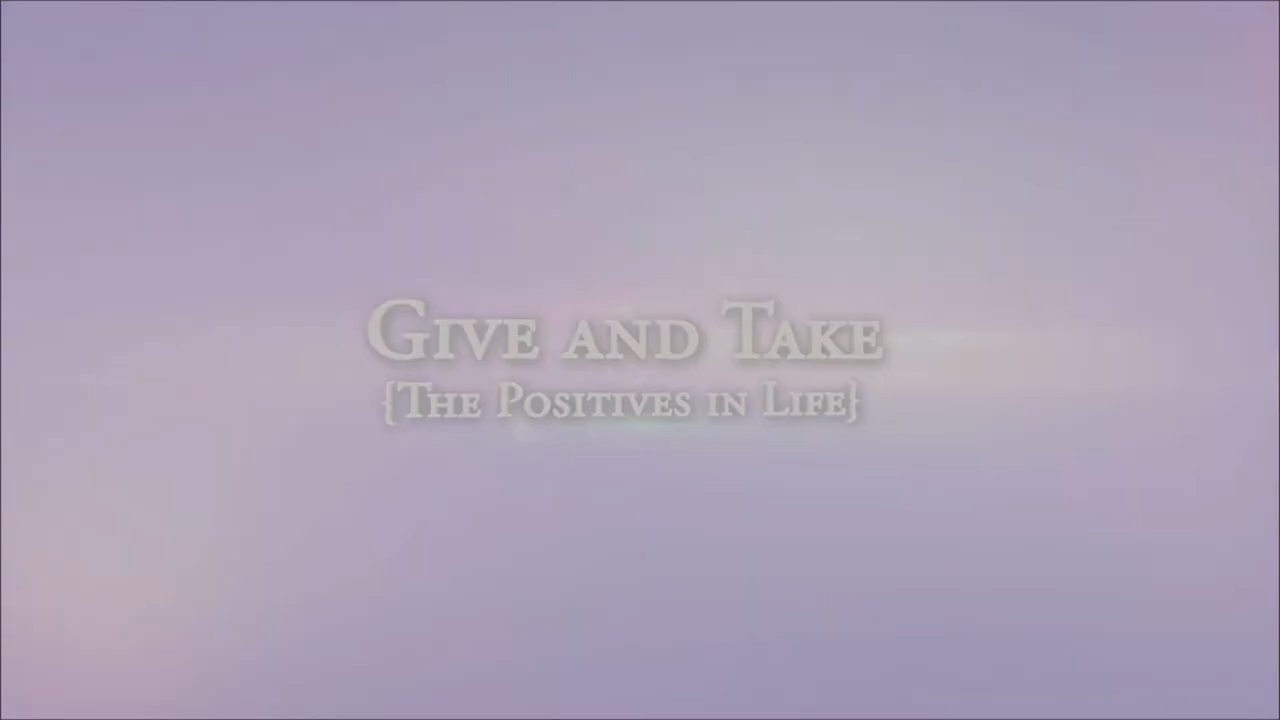 Give and Take
{The Positives in Life}